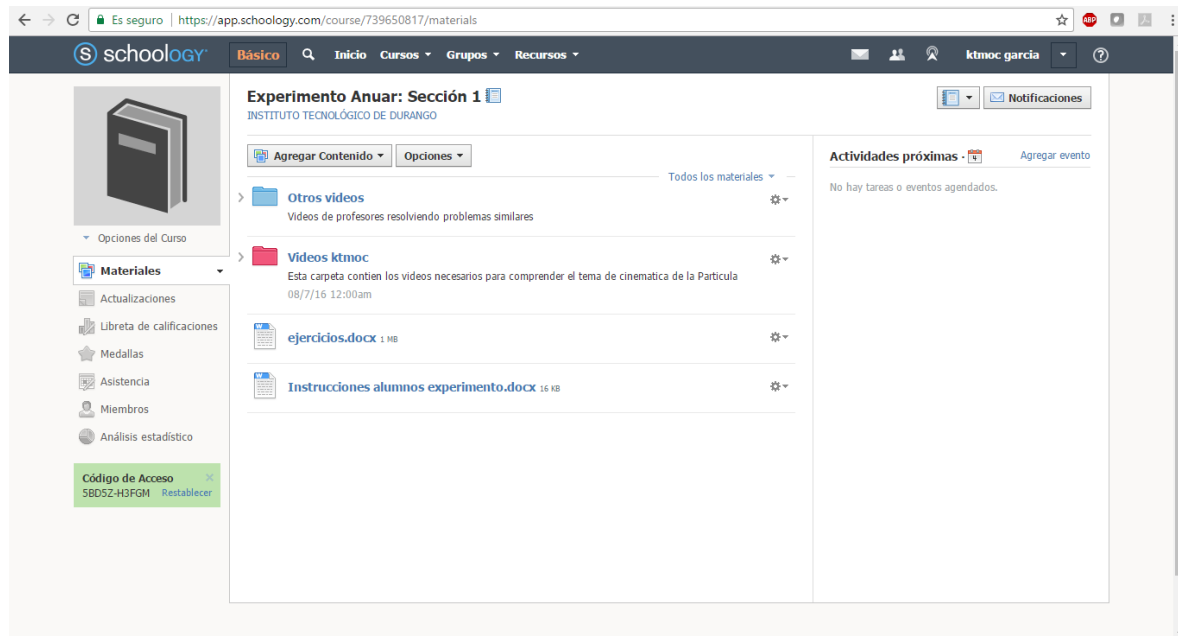 Es seguro | https://app.schoology.com/course/739650817/materials
ABP
S schoology Básico Inicio Cursos Grupos Recursos ktmoc garcia ?
Experimento Anuar: Sección 1
INSTITUTO TECNOLÓGICO DE DURANGO
Notificaciones
Agregar Contenido Opciones
Todos los materiales
Otros videos
Videos de profesores resolviendo problemas similares
Videos ktmoc
Esta carpeta contien los videos necesarios para comprender el tema de cinematica de la Particula
08/7/16 12:00am
ejercicios.docx 1 MB
Instrucciones alumnos experimento.docx 16 KB
Actividades próximas · 4 Agregar evento
No hay tareas o eventos agendados.
Opciones del Curso
Materiales
Actualizaciones
Libreta de calificaciones
Medallas
Asistencia
Miembros
Análisis estadístico
Código de Acceso
5BD5Z-H3FGM Restablecer